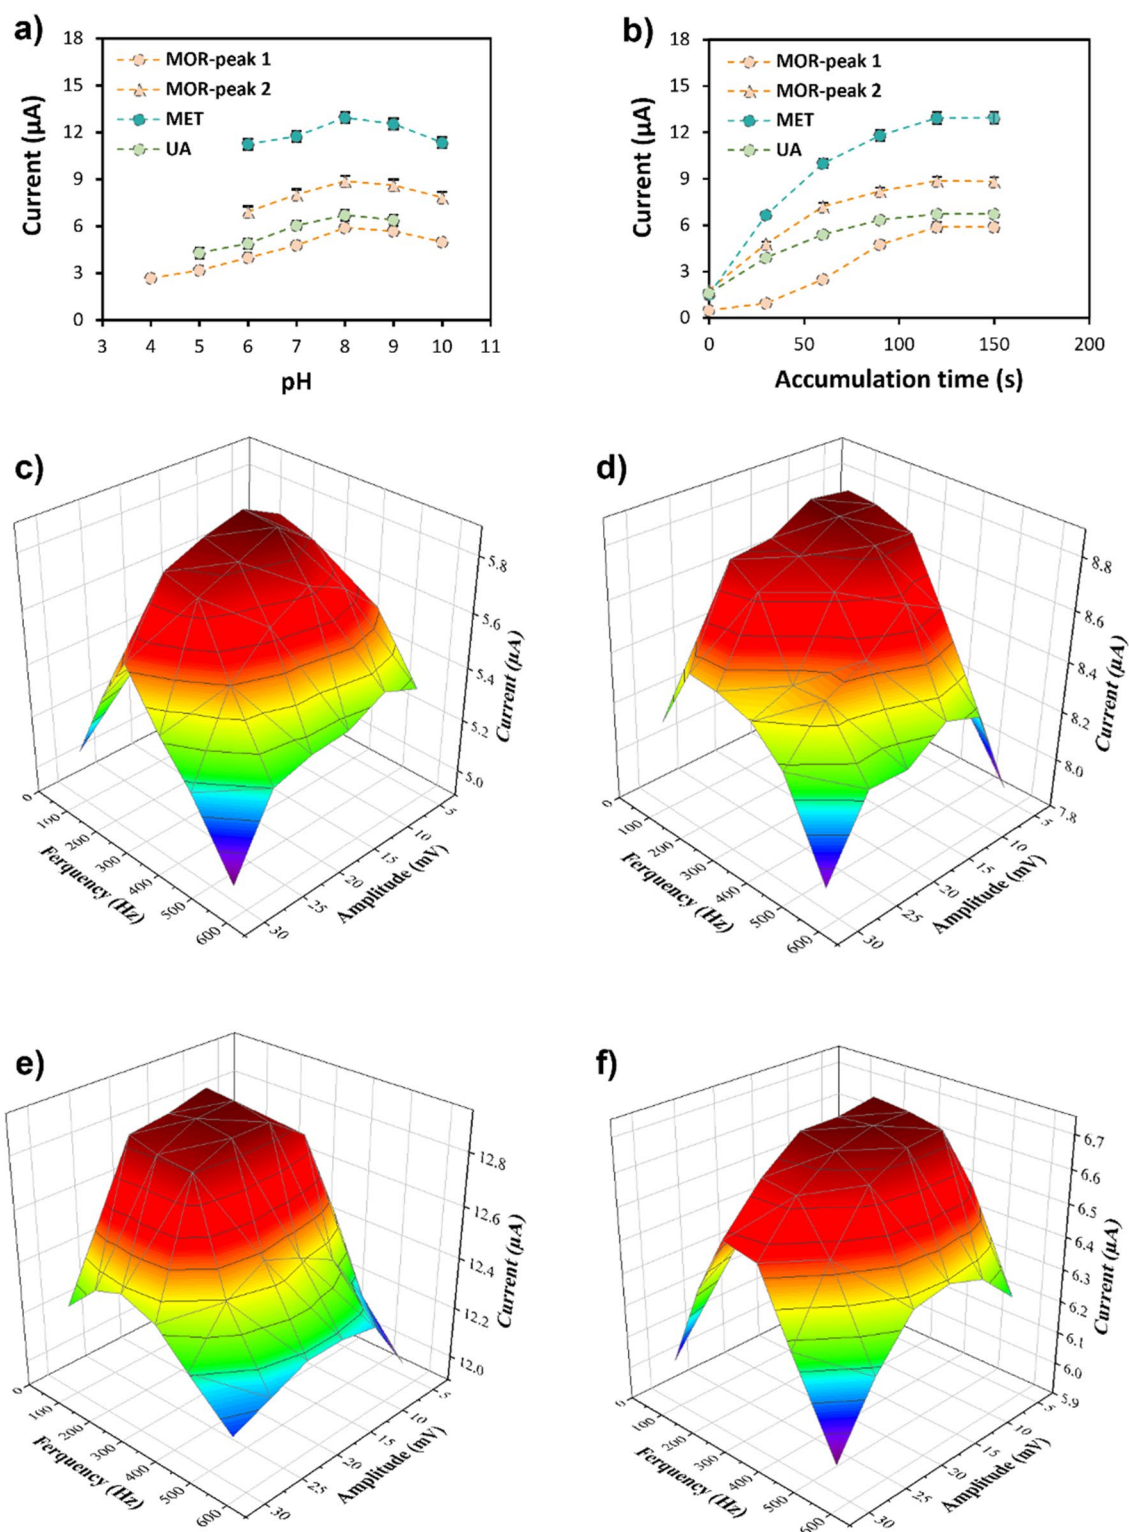 a)
18
15
12
9
6
3
0
Current (µA)
MOR-peak 1
MOR-peak 2
MET
UA
3 4 5 6 7 8 9 10 11
pH
b)
18
15
12
9
6
3
0
Current (µA)
MOR-peak 1
MOR-peak 2
MET
UA
0 50 100 150 200
Accumulation time (s)
c)
5.8
5.6
5.4
5.2
5.0
Current (µA)
0 100 200 300 400 500 600
Ferquency (Hz)
5 10 15 20 25 30
Amplitude (mV)
d)
8.8
8.6
8.4
8.2
8.0
7.8
Current (µA)
0 100 200 300 400 500 600
Ferquency (Hz)
5 10 15 20 25 30
Amplitude (mV)
e)
12.8
12.6
12.4
12.2
12.0
Current (µA)
0 100 200 300 400 500 600
Ferquency (Hz)
5 10 15 20 25 30
Amplitude (mV)
f)
6.7
6.6
6.5
6.4
6.3
6.2
6.1
6.0
5.9
Current (µA)
0 100 200 300 400 500 600
Ferquency (Hz)
5 10 15 20 25 30
Amplitude (mV)